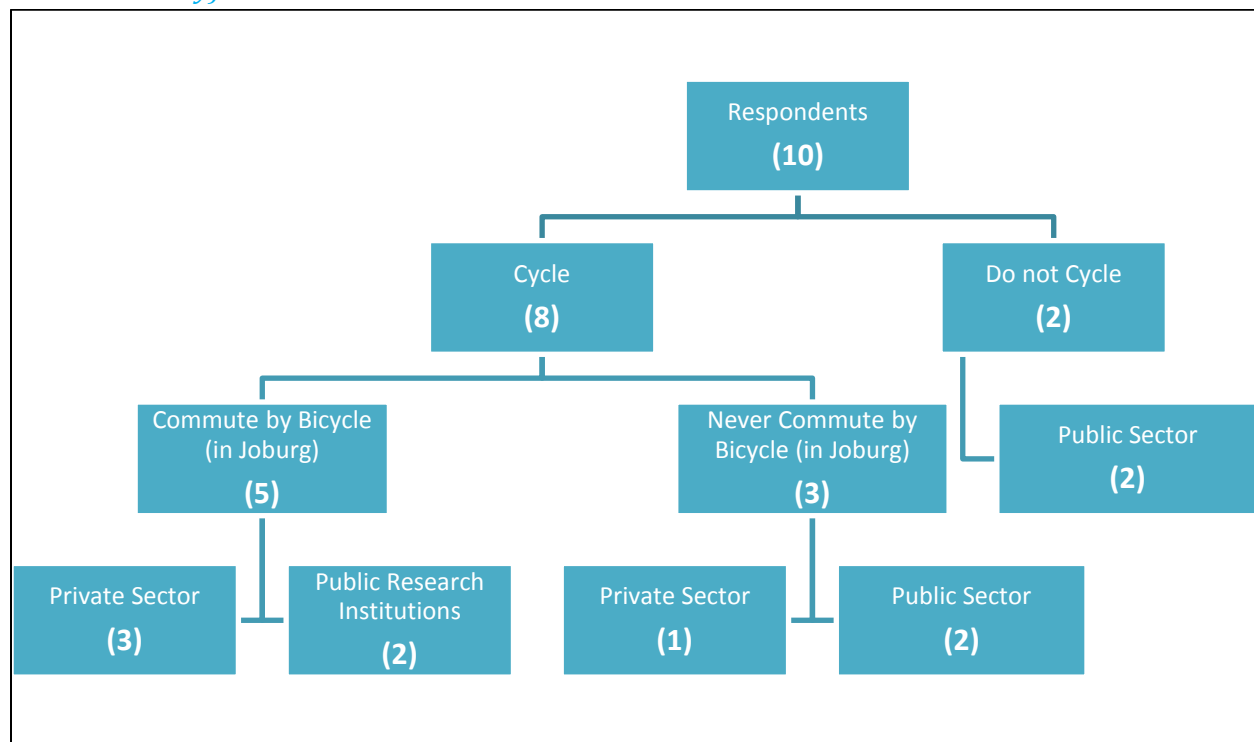 Respondents
(10)
Cycle
(8)
Do not Cycle
(2)
Commute by Bicycle
(in Joburg)
(5)
Never Commute by
Bicycle (in Joburg)
(3)
Public Sector
(2)
Private Sector
(3)
Public Research
Institutions
(2)
Private Sector
(1)
Public Sector
(2)